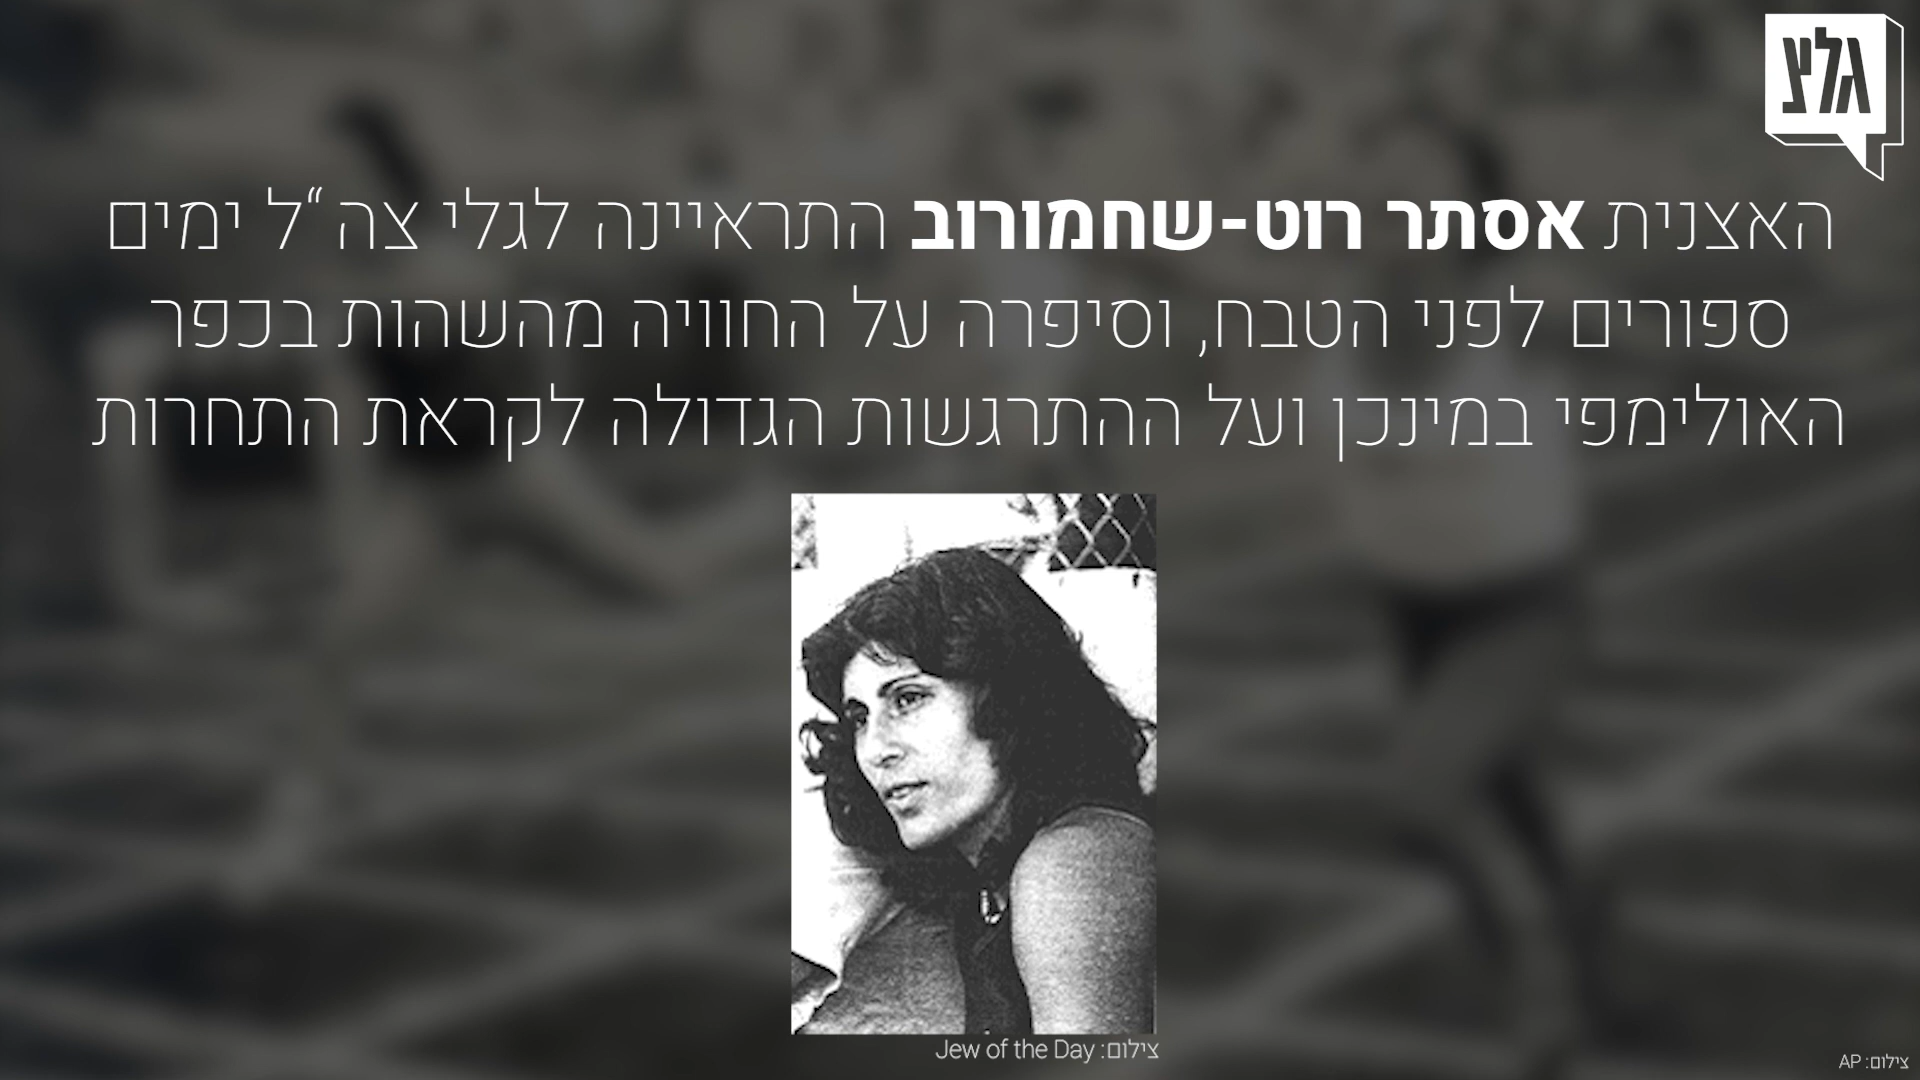 גלצ
האצנית אסתר רוט-שחמורוב התראיינה לגלי צה“ל ימים
ספורים לפני הטבח, וסיפרה על החוויה מהשהות בכפר
האולימפי במינכן ועל ההתרגשות הגדולה לקראת התחרות
צילום: Jew of the Day
צילום: AP